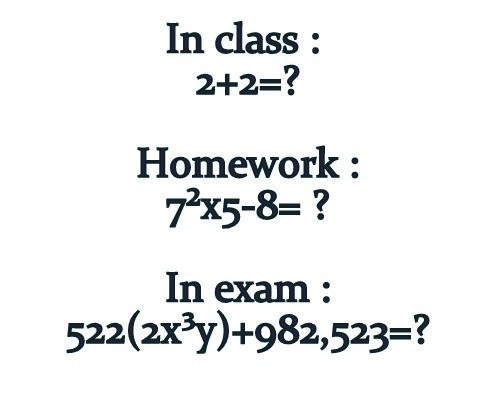 In class :
2+2=?
Homework :
7²x5-8= ?
In exam :
522(2x³y)+982,523=?